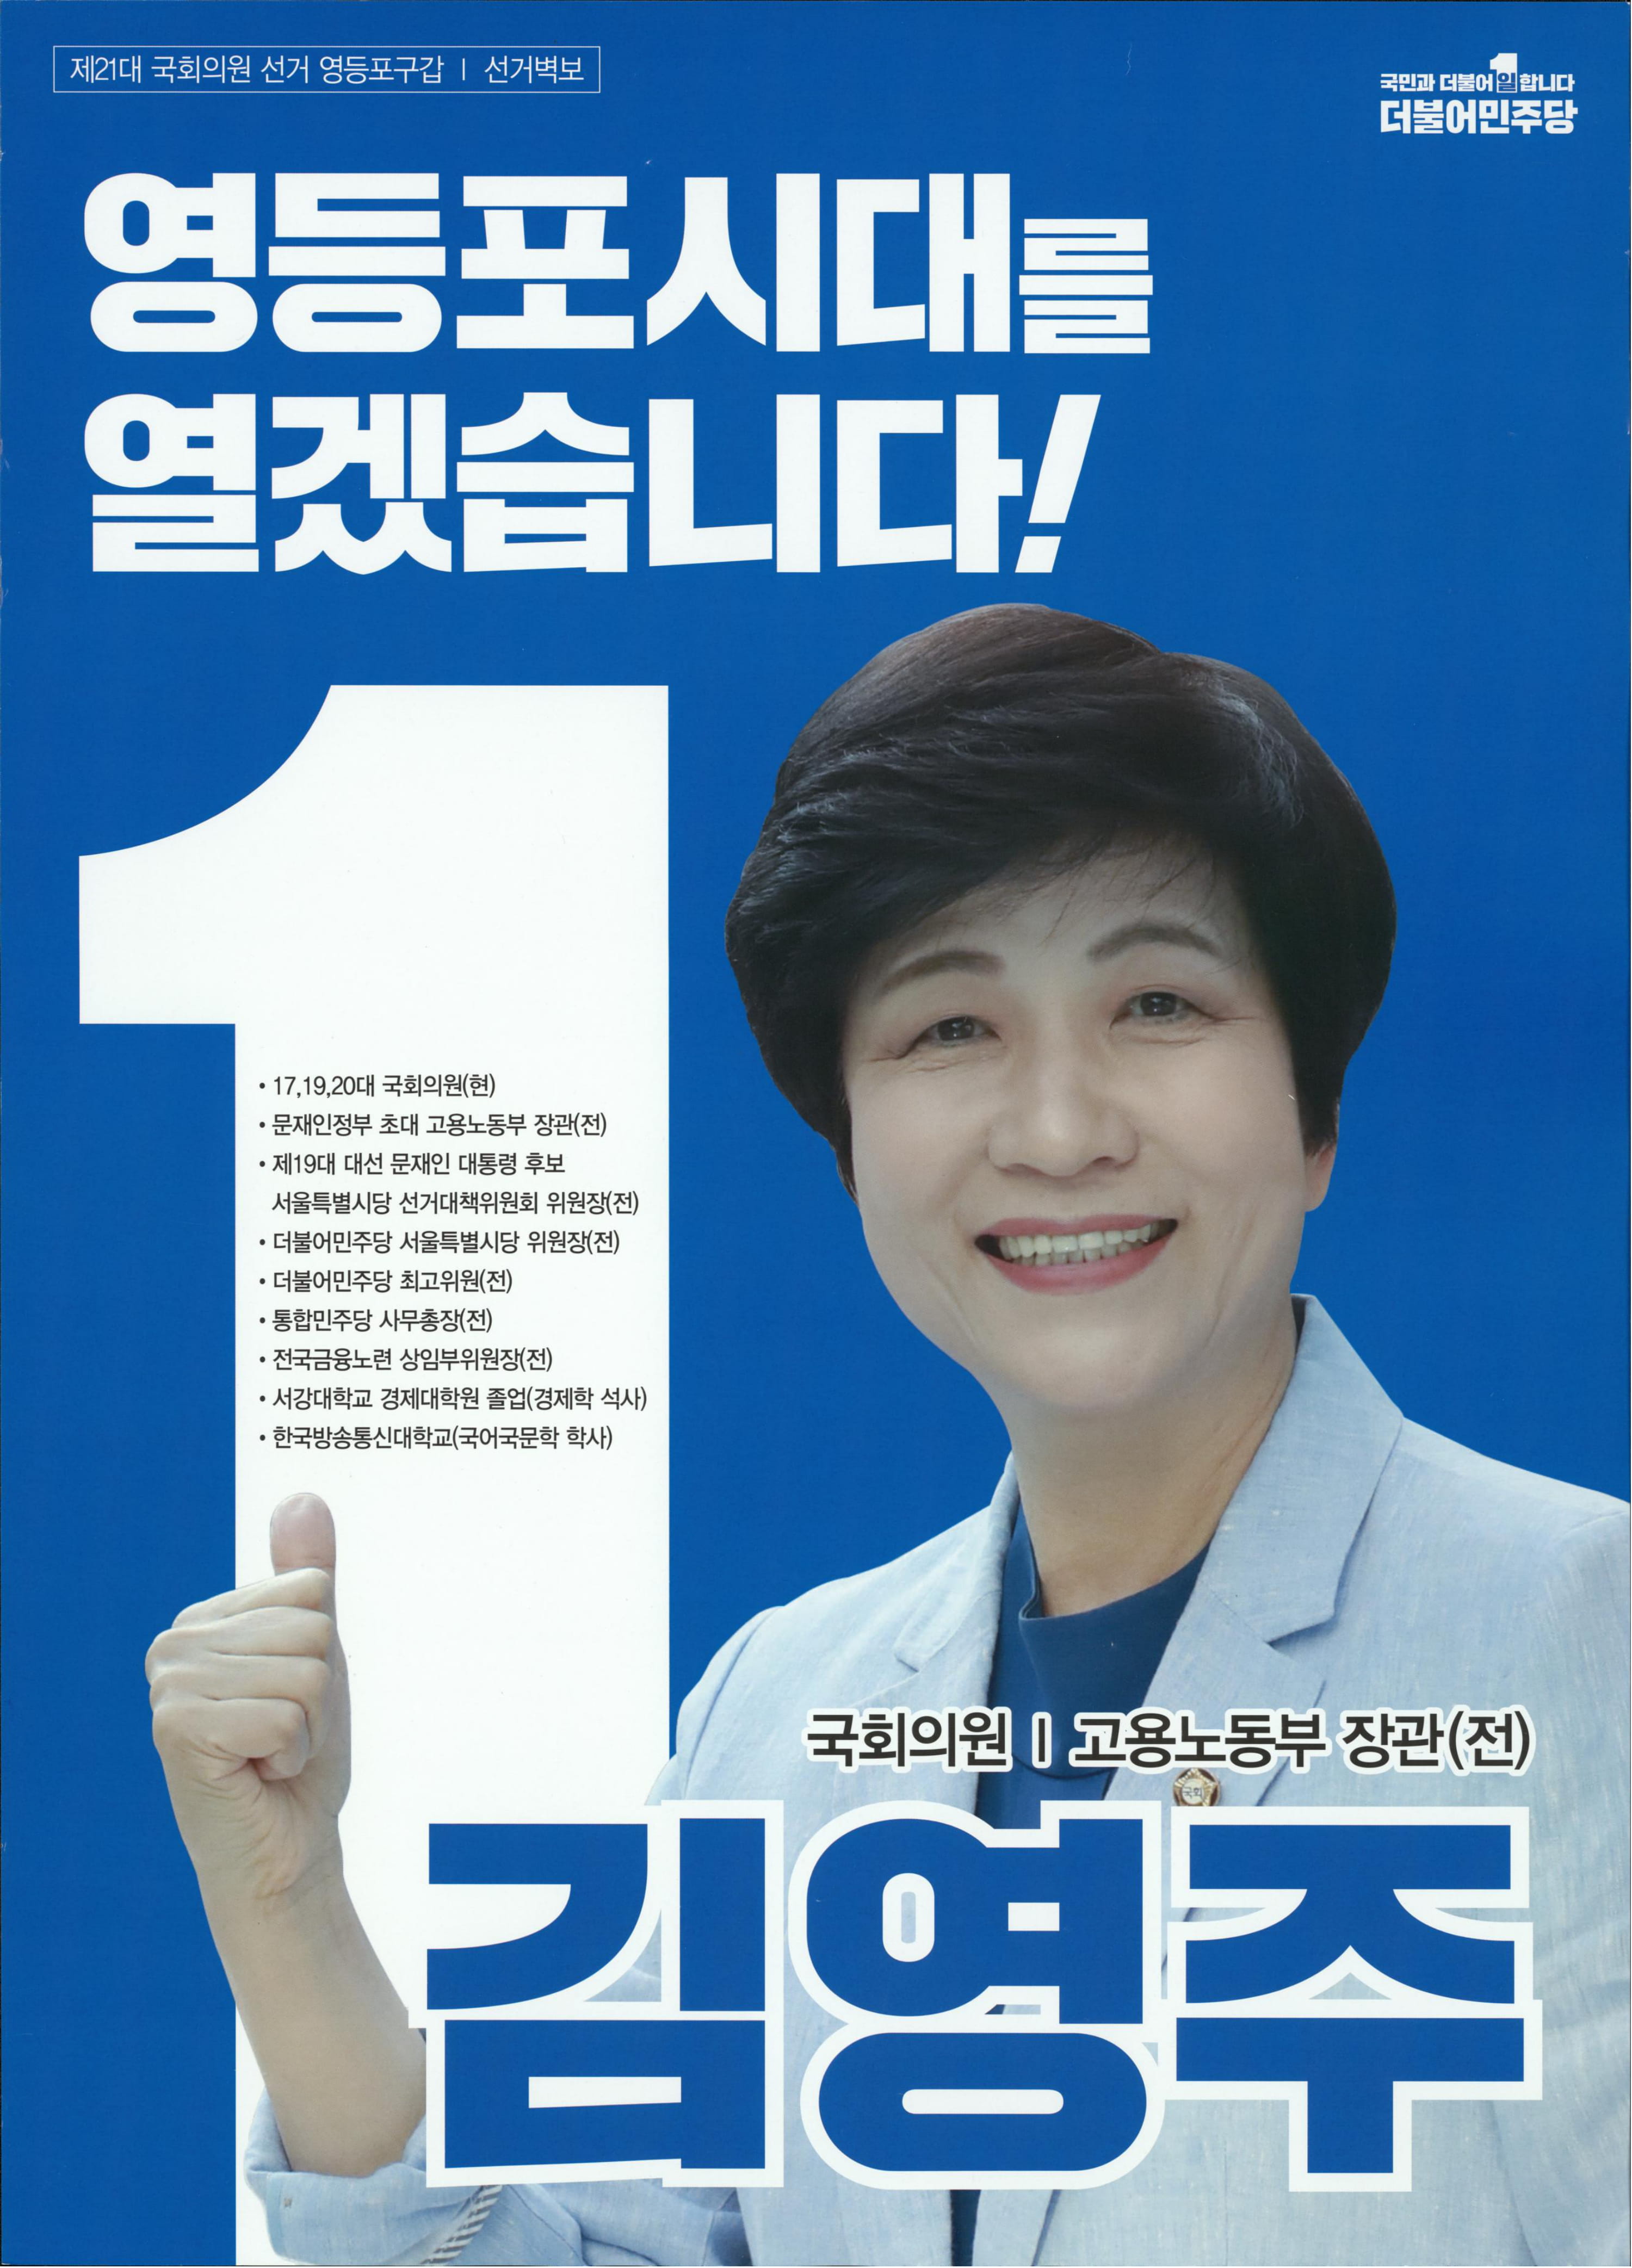 제21대 국회의원 선거 영등포구갑 | 선거벽보
국민과 더불어 1일 합니다
더불어민주당
영등포시대를
열겠습니다!
1
• 17,19,20대 국회의원(현)
• 문재인정부 초대 고용노동부 장관(전)
• 제19대 대선 문재인 대통령 후보
서울특별시당 선거대책위원회 위원장(전)
• 더불어민주당 서울특별시당 위원장(전)
• 더불어민주당 최고위원(전)
• 통합민주당 사무총장(전)
• 전국금융노련 상임부위원장(전)
• 서강대학교 경제대학원 졸업(경제학 석사)
• 한국방송통신대학교(국어국문학 학사)
국회의원 | 고용노동부 장관(전)
국회
김영주